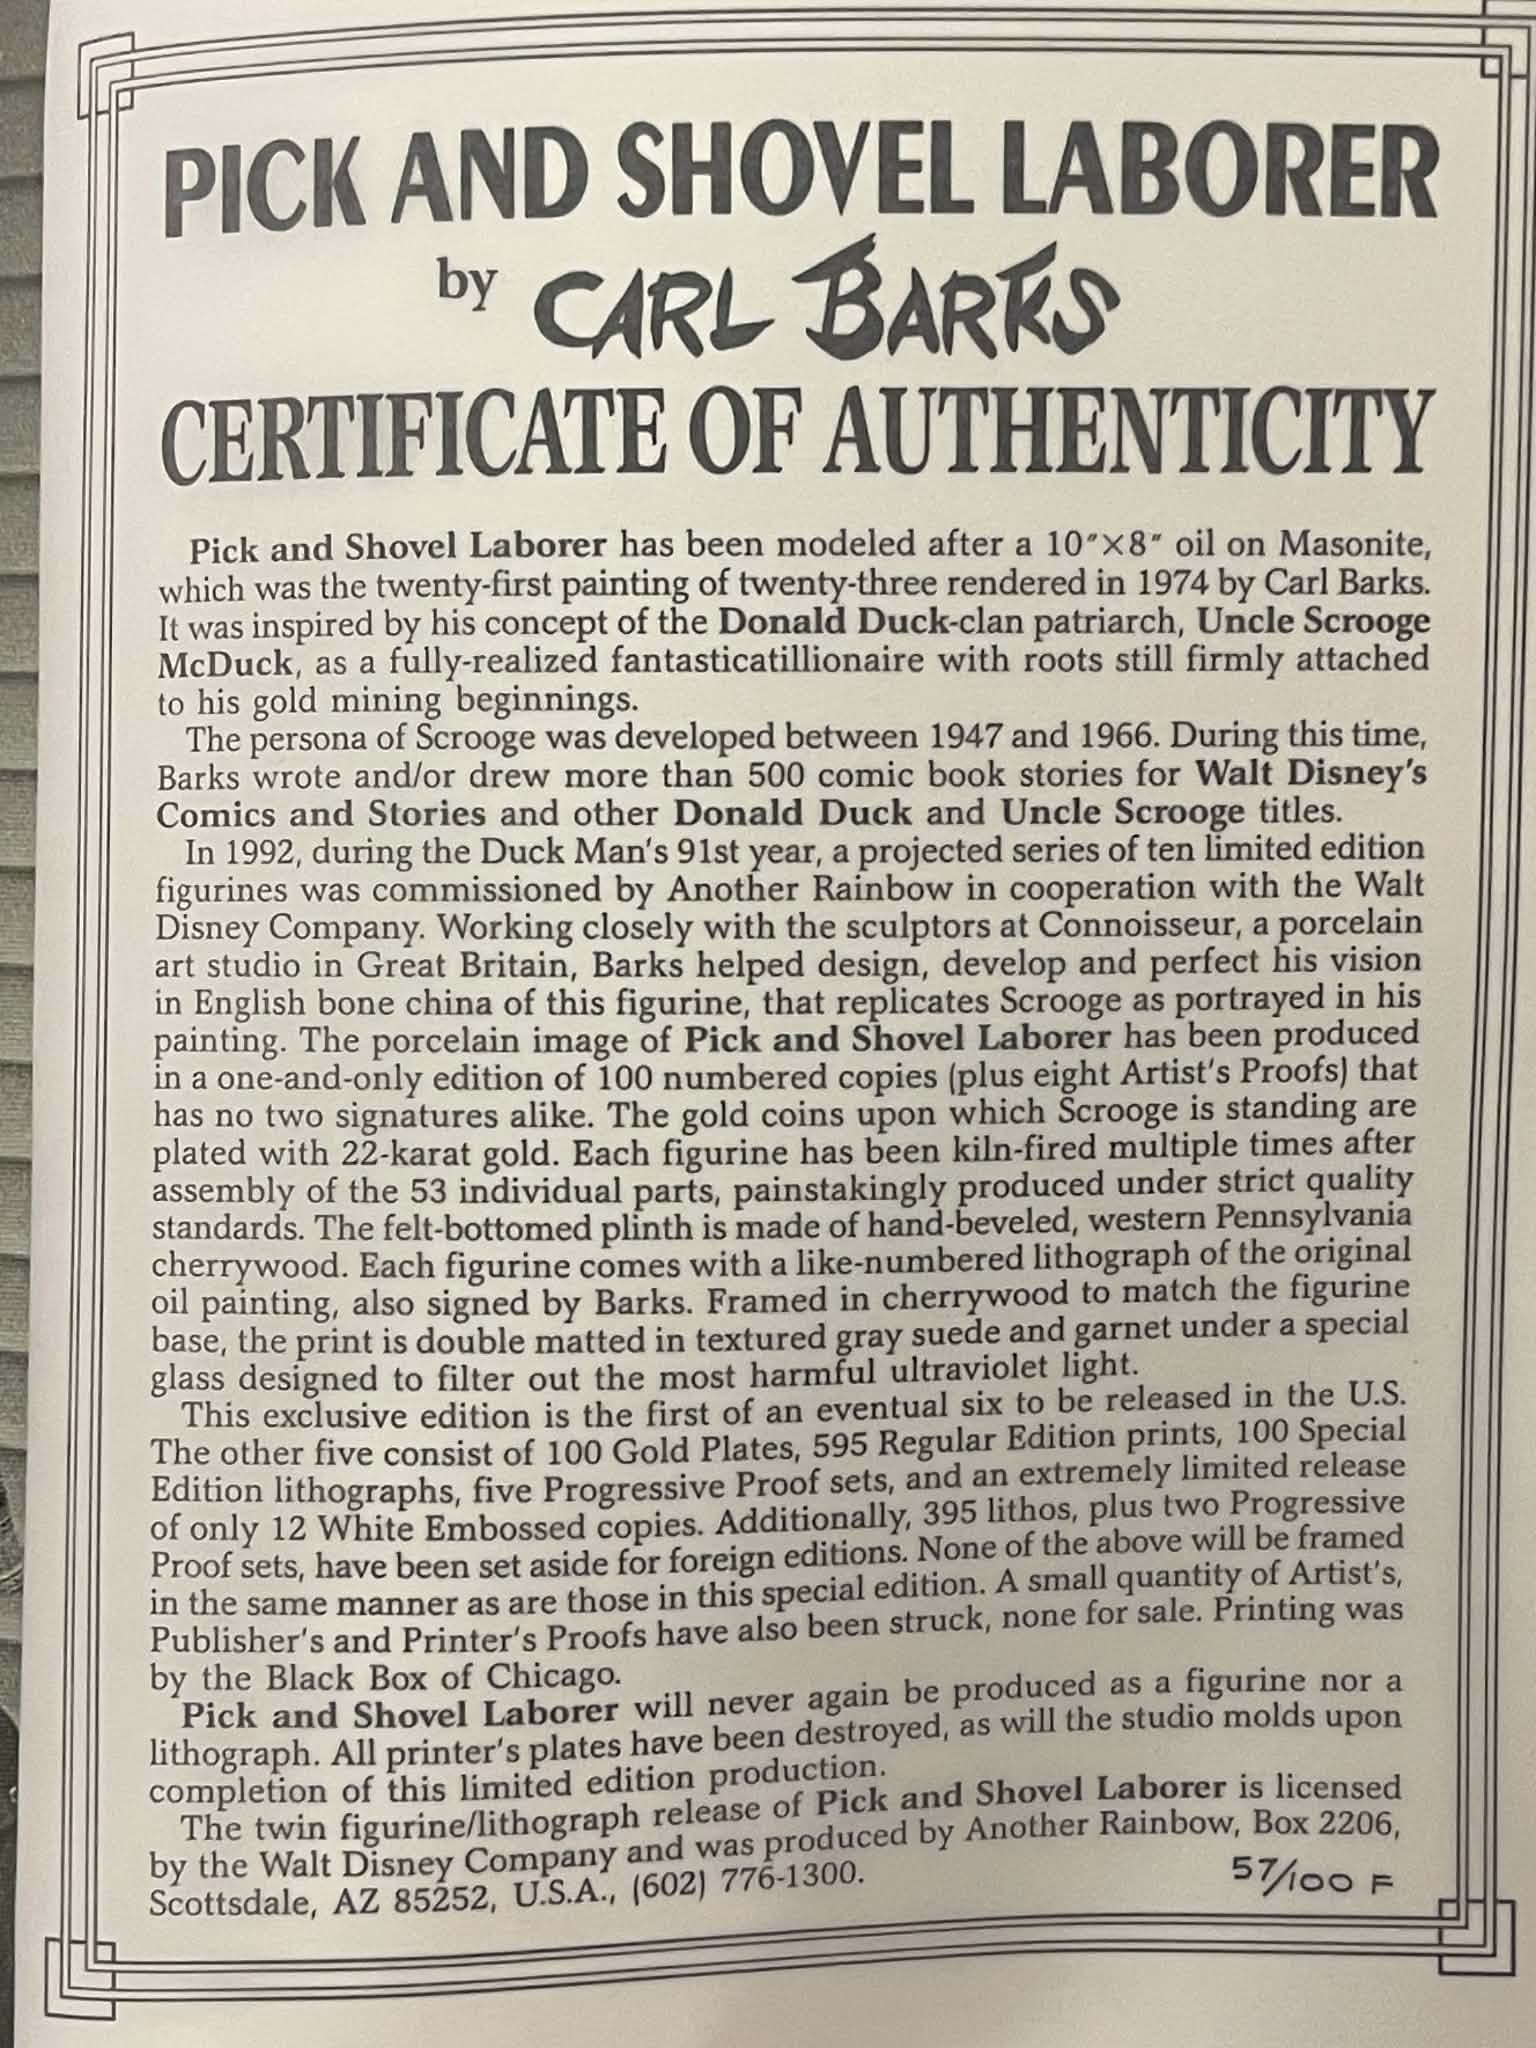 PICK AND SHOVEL LABORER
by CARL BARKS
CERTIFICATE OF AUTHENTICITY
Pick and Shovel Laborer has been modeled after a 10″×8″ oil on Masonite,
which was the twenty-first painting of twenty-three rendered in 1974 by Carl Barks.
It was inspired by his concept of the Donald Duck-clan patriarch, Uncle Scrooge
McDuck, as a fully-realized fantasticatillionaire with roots still firmly attached
to his gold mining beginnings.
The persona of Scrooge was developed between 1947 and 1966. During this time,
Barks wrote and/or drew more than 500 comic book stories for Walt Disney's
Comics and Stories and other Donald Duck and Uncle Scrooge titles.
In 1992, during the Duck Man's 91st year, a projected series of ten limited edition
figurines was commissioned by Another Rainbow in cooperation with the Walt
Disney Company. Working closely with the sculptors at Connoisseur, a porcelain
art studio in Great Britain, Barks helped design, develop and perfect his vision
in English bone china of this figurine, that replicates Scrooge as portrayed in his
painting. The porcelain image of Pick and Shovel Laborer has been produced
in a one-and-only edition of 100 numbered copies (plus eight Artist's Proofs) that
has no two signatures alike. The gold coins upon which Scrooge is standing are
plated with 22-karat gold. Each figurine has been kiln-fired multiple times after
assembly of the 53 individual parts, painstakingly produced under strict quality
standards. The felt-bottomed plinth is made of hand-beveled, western Pennsylvania
cherrywood. Each figurine comes with a like-numbered lithograph of the original
oil painting, also signed by Barks. Framed in cherrywood to match the figurine
base, the print is double matted in textured gray suede and garnet under a special
glass designed to filter out the most harmful ultraviolet light.
This exclusive edition is the first of an eventual six to be released in the U.S.
The other five consist of 100 Gold Plates, 595 Regular Edition prints, 100 Special
Edition lithographs, five Progressive Proof sets, and an extremely limited release
of only 12 White Embossed copies. Additionally, 395 lithos, plus two Progressive
Proof sets, have been set aside for foreign editions. None of the above will be framed
in the same manner as are those in this special edition. A small quantity of Artist's,
Publisher's and Printer's Proofs have also been struck, none for sale. Printing was
by the Black Box of Chicago.
Pick and Shovel Laborer will never again be produced as a figurine nor a
lithograph. All printer's plates have been destroyed, as will the studio molds upon
completion of this limited edition production.
The twin figurine/lithograph release of Pick and Shovel Laborer is licensed
by the Walt Disney Company and was produced by Another Rainbow, Box 2206,
Scottsdale, AZ 85252, U.S.A., (602) 776-1300.
57/100 F